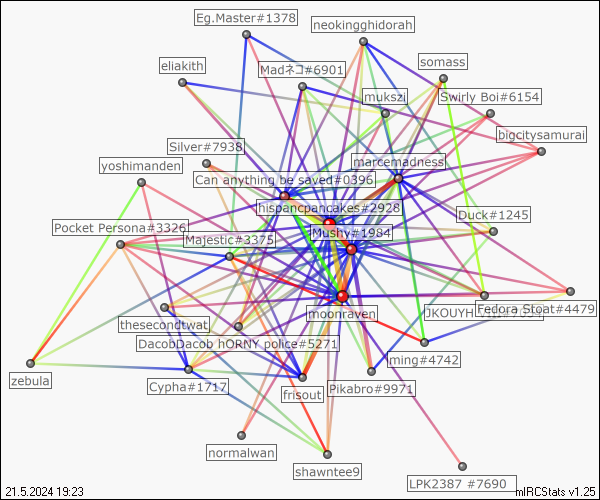 Eg.Master#1378
neokingghidorah
eliakith
Madネコ#6901
somass
mukszi
Swirly Boi#6154
bigcitysamurai
Silver#7938
marcemadness
yoshimanden
Can anything be saved#0396
hispancpancakes#2928
Duck#1245
Pocket Persona#3326
Majestic#3375
Mushy#1984
moonraven
JKOUYH
Fedora Stoat#4479
thesecondtwat
DacobDacob hORNY police#5271
ming#4742
zebula
Cypha#1717
frisout
Pikabro#9971
normalwan
shawntee9
LPK2387 #7690
21.5.2024 19:23
mIRCStats v1.25